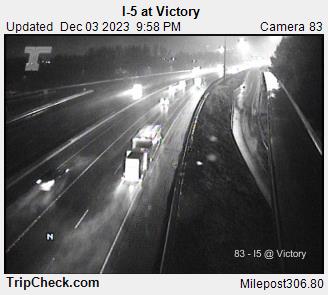 I-5 at Victory
Updated Dec 03 2023 9:58 PM Camera 83
T
N
83 - I5 @ Victory
TripCheck.com Milepost306.80